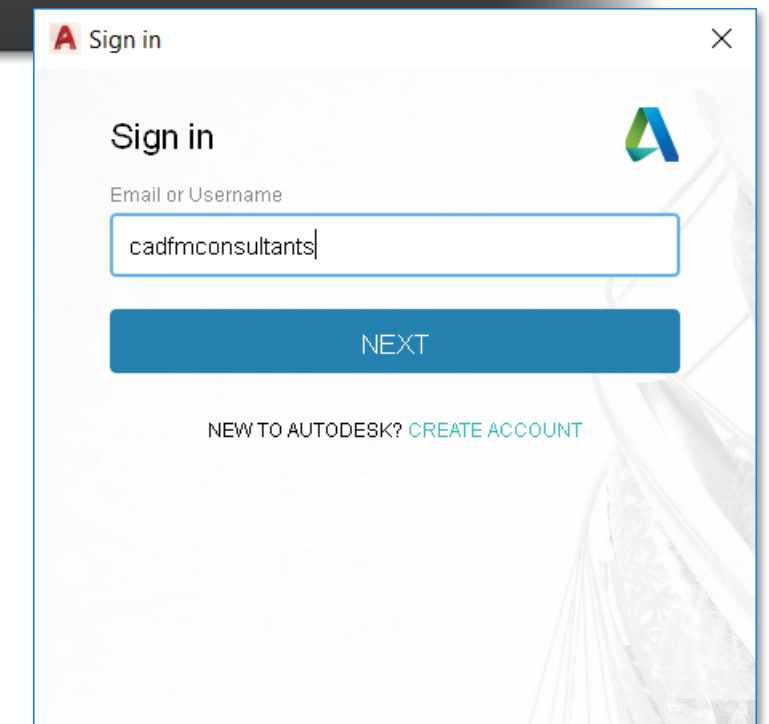 Sign in
Sign in
Email or Username
cadfmconsultants
NEXT
NEW TO AUTODESK? CREATE ACCOUNT